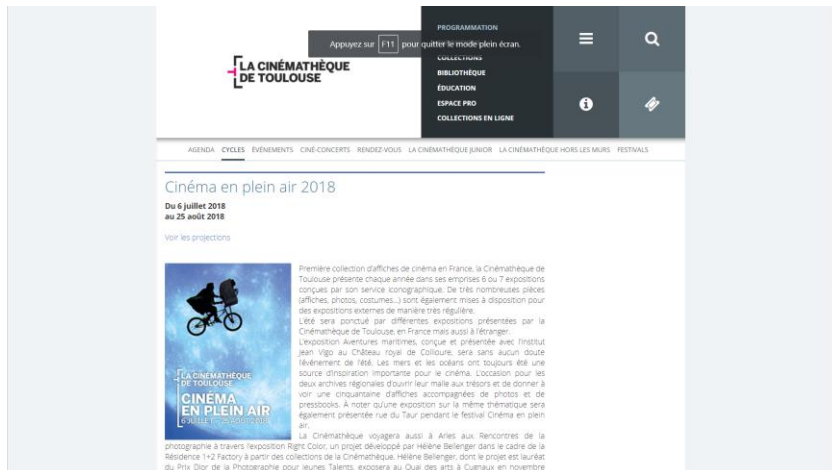 PROGRAMMATION
Appuyez sur F11 pour quitter le mode plein écran.
COLLECTIONS
BIBLIOTHÈQUE
ÉDUCATION
ESPACE PRO
COLLECTIONS EN LIGNE
LA CINÉMATHÈQUE
DE TOULOUSE
AGENDA CYCLES ÉVÉNEMENTS CINÉ-CONCERTS RENDEZ-VOUS LA CINÉMATHÈQUE JUNIOR LA CINÉMATHÈQUE HORS LES MURS FESTIVALS
Cinéma en plein air 2018
Du 6 juillet 2018
au 25 août 2018
Voir les projections
Première collection d'affiches de cinéma en France, la Cinémathèque de
Toulouse présente chaque année dans ses emprises 6 ou 7 expositions
conçues par son service iconographique. De très nombreuses pièces
(affiches, photos, costumes...) sont également mises à disposition pour
des expositions externes de manière très régulière.
L'été sera ponctué par différentes expositions présentées par la
Cinémathèque de Toulouse, en France mais aussi à l'étranger.
L'exposition Aventures maritimes, conçue et présentée avec l'Institut
Jean Vigo au Château royal de Collioure, sera sans aucun doute
l'événement de l'été. Les mers et les océans ont toujours été une
source d'inspiration importante pour le cinéma. L'occasion pour les
deux archives régionales d'ouvrir leur malle aux trésors et de donner à
voir une cinquantaine d'affiches accompagnées de photos et de
pressbooks. À noter qu'une exposition sur la même thématique sera
également présentée rue du Taur pendant le festival Cinéma en plein
air.
La Cinémathèque voyagera aussi à Arles aux Rencontres de la
photographie à travers l'exposition Right Color, un projet développé par Hélène Bellenger dans le cadre de la
Résidence 1+2 Factory à partir des collections de la Cinémathèque. Hélène Bellenger, dont le projet est lauréat
du Prix Dior de la Photographie pour Jeunes Talents, exposera au Quai des arts à Cugnaux en novembre
LA CINÉMATHÈQUE
DE TOULOUSE
CINÉMA
EN PLEIN AIR
6 JUILLET - 25 AOÛT 2018